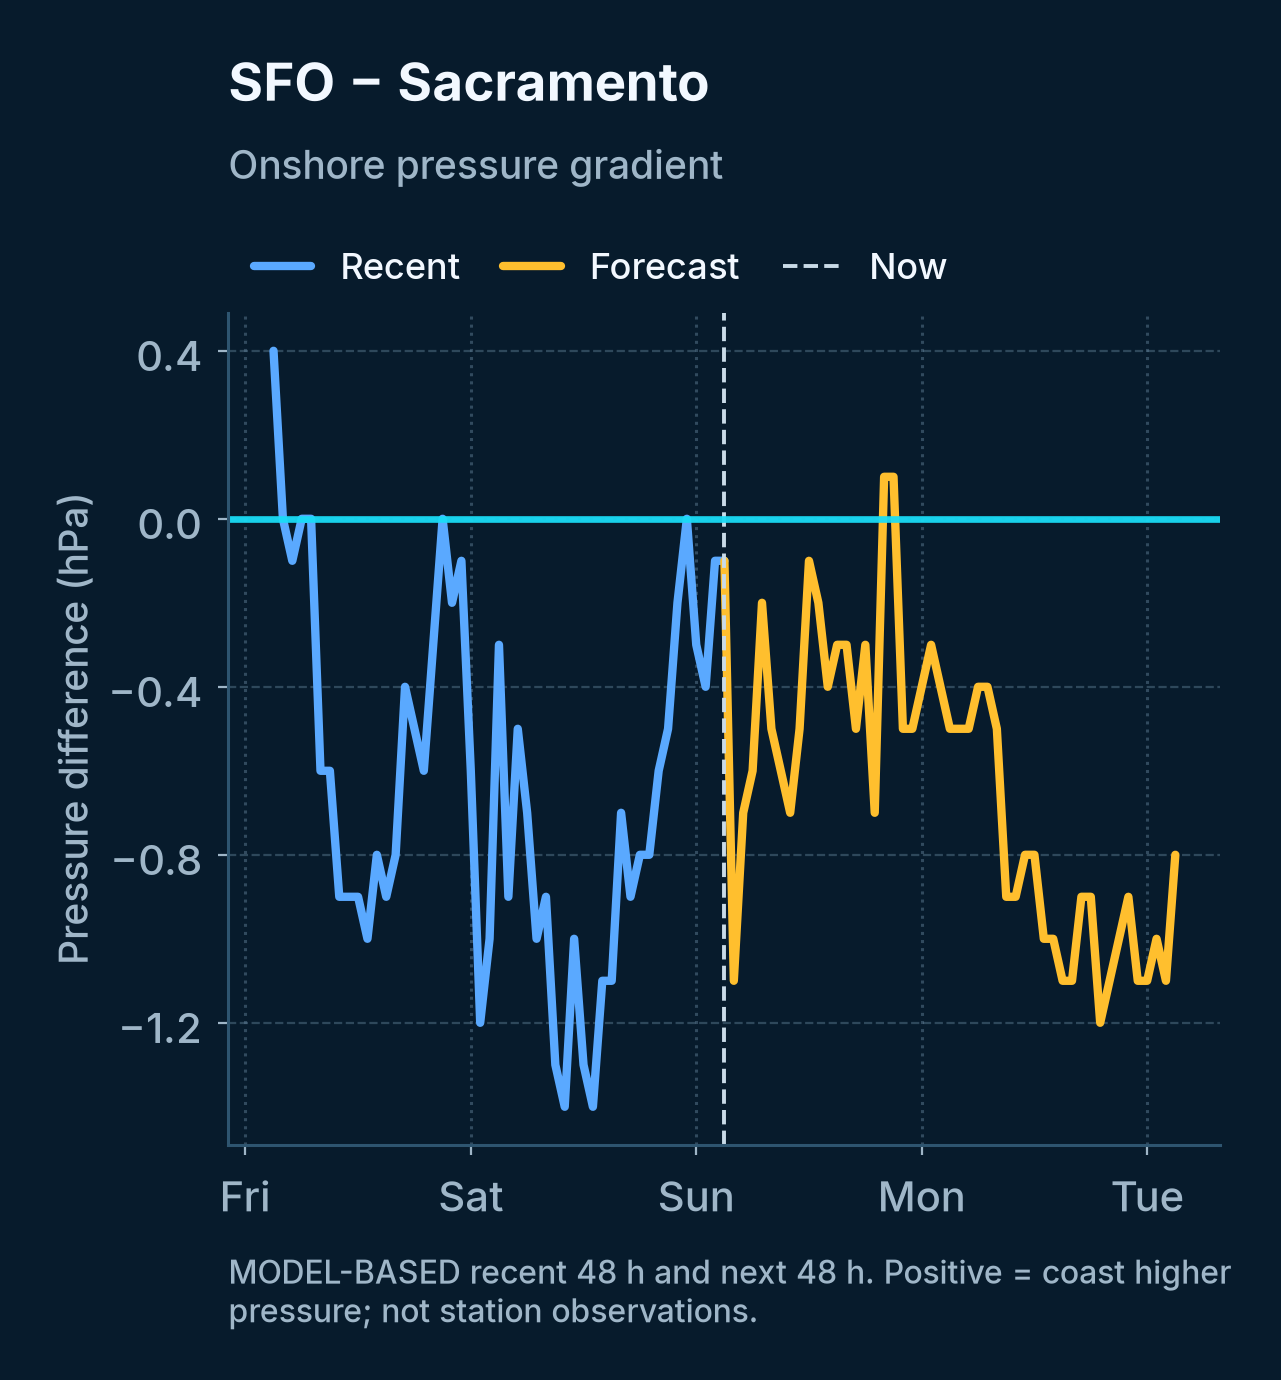 SFO − Sacramento
Onshore pressure gradient
Recent Forecast Now
0.4
0.0
−0.4
−0.8
−1.2
Pressure difference (hPa)
Fri Sat Sun Mon Tue
MODEL-BASED recent 48 h and next 48 h. Positive = coast higher
pressure; not station observations.